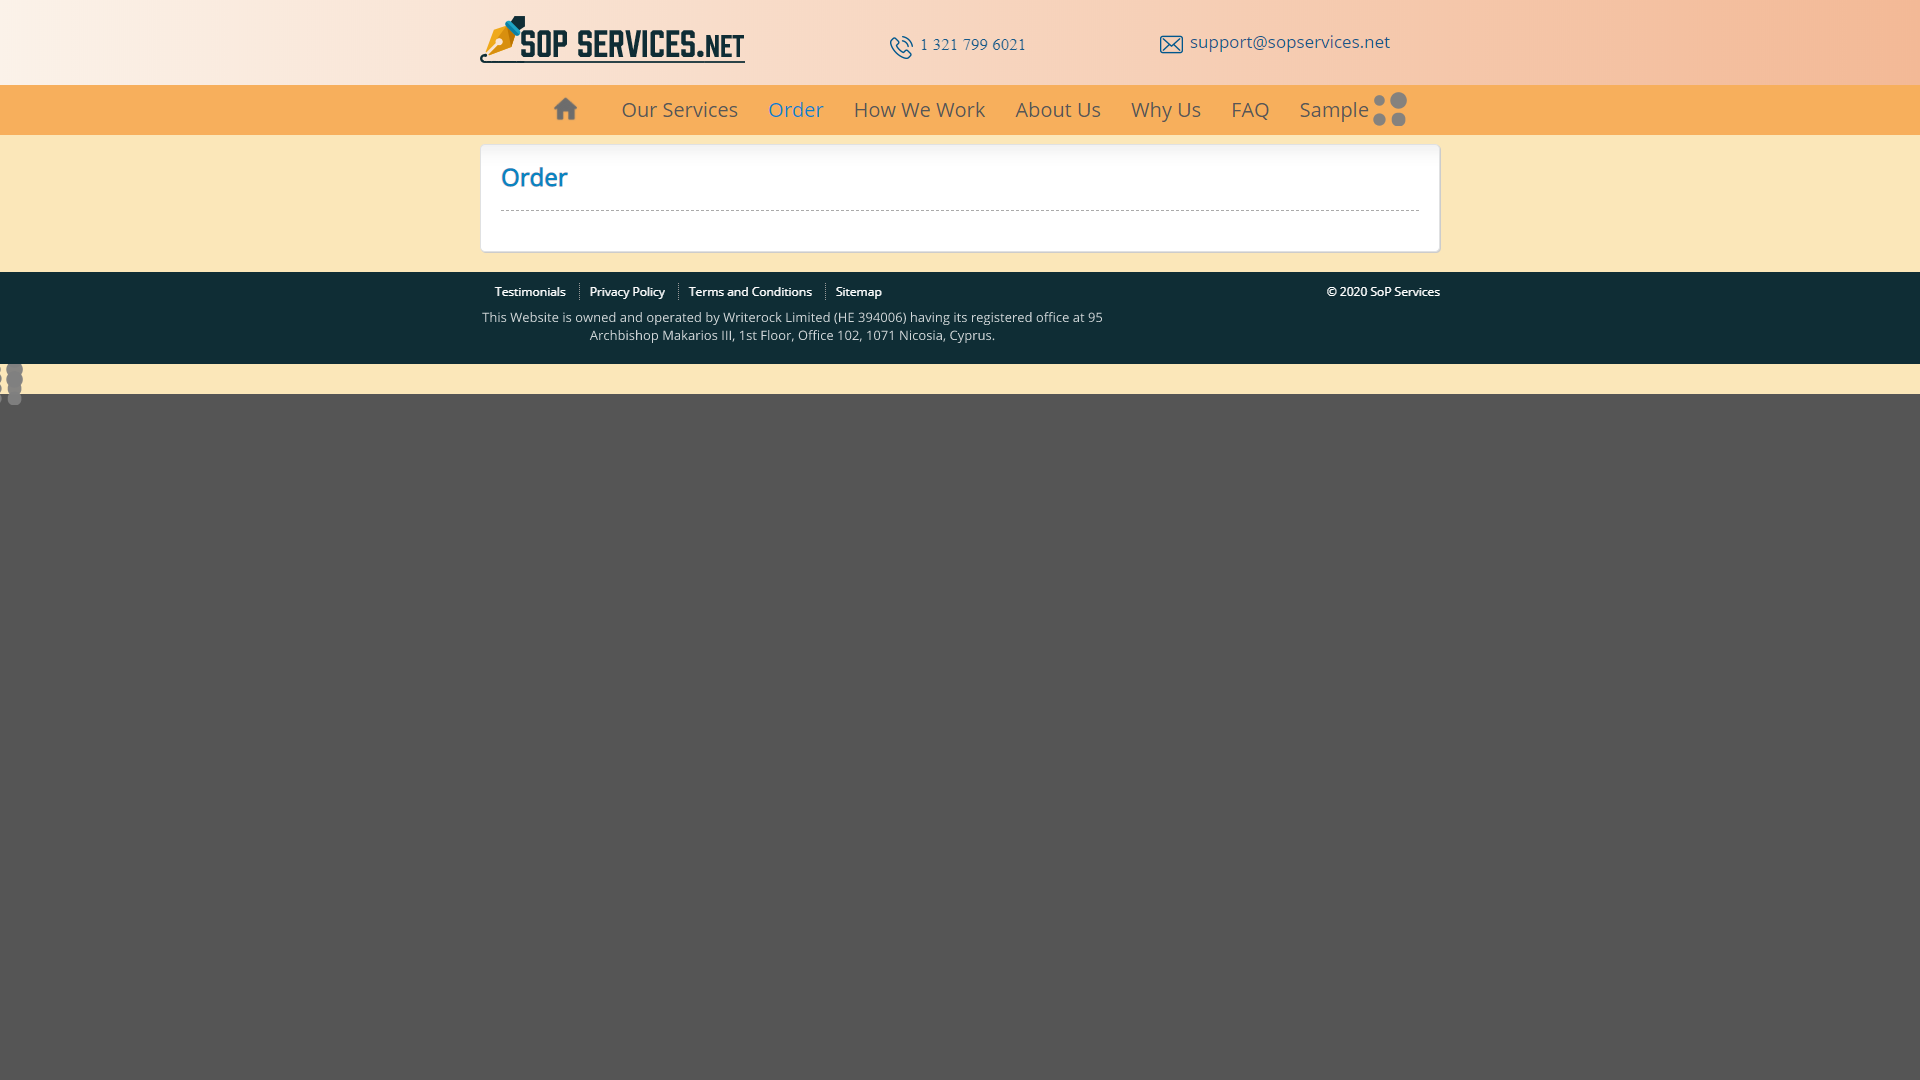 SOP SERVICES.NET
1 321 799 6021
support@sopservices.net
Our Services Order How We Work About Us Why Us FAQ Sample
Order
Testimonials Privacy Policy Terms and Conditions Sitemap © 2020 SoP Services
This Website is owned and operated by Writerock Limited (HE 394006) having its registered office at 95
Archbishop Makarios III, 1st Floor, Office 102, 1071 Nicosia, Cyprus.